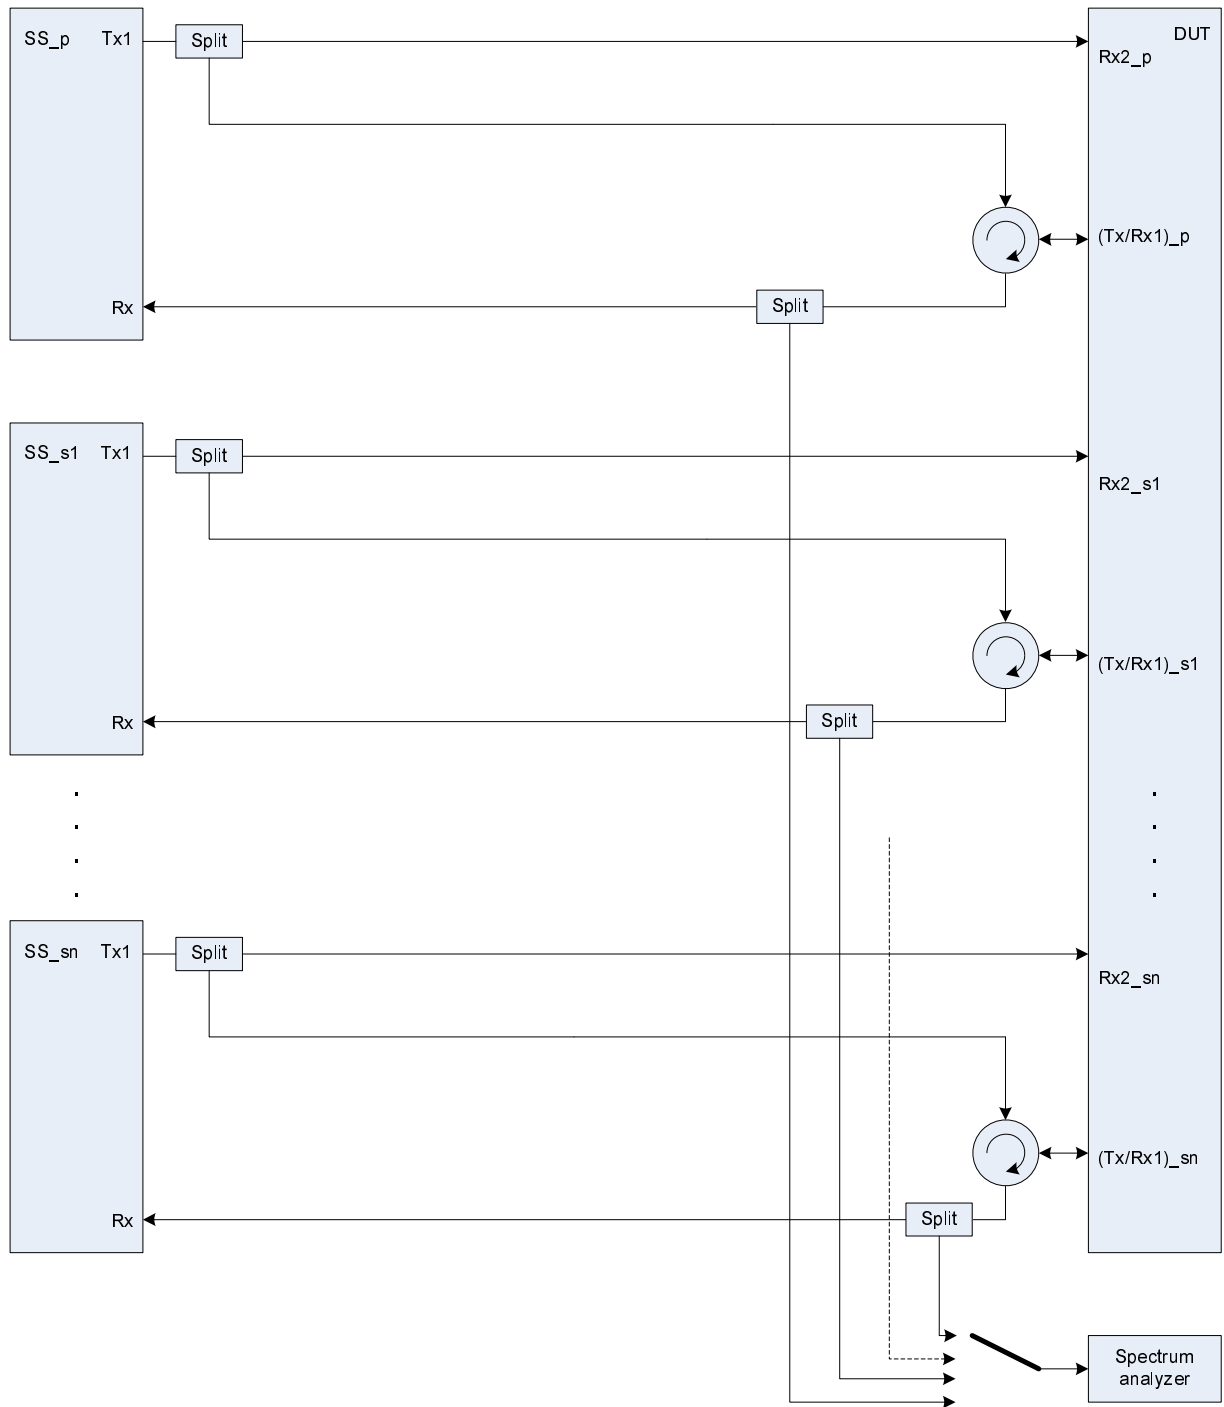 SS_p Tx1
Split
DUT
Rx2_p
(Tx/Rx1)_p
Split
Rx
SS_s1 Tx1
Split
Rx2_s1
(Tx/Rx1)_s1
Split
Rx
SS_sn Tx1
Split
Rx2_sn
(Tx/Rx1)_sn
Split
Rx
Spectrum
analyzer